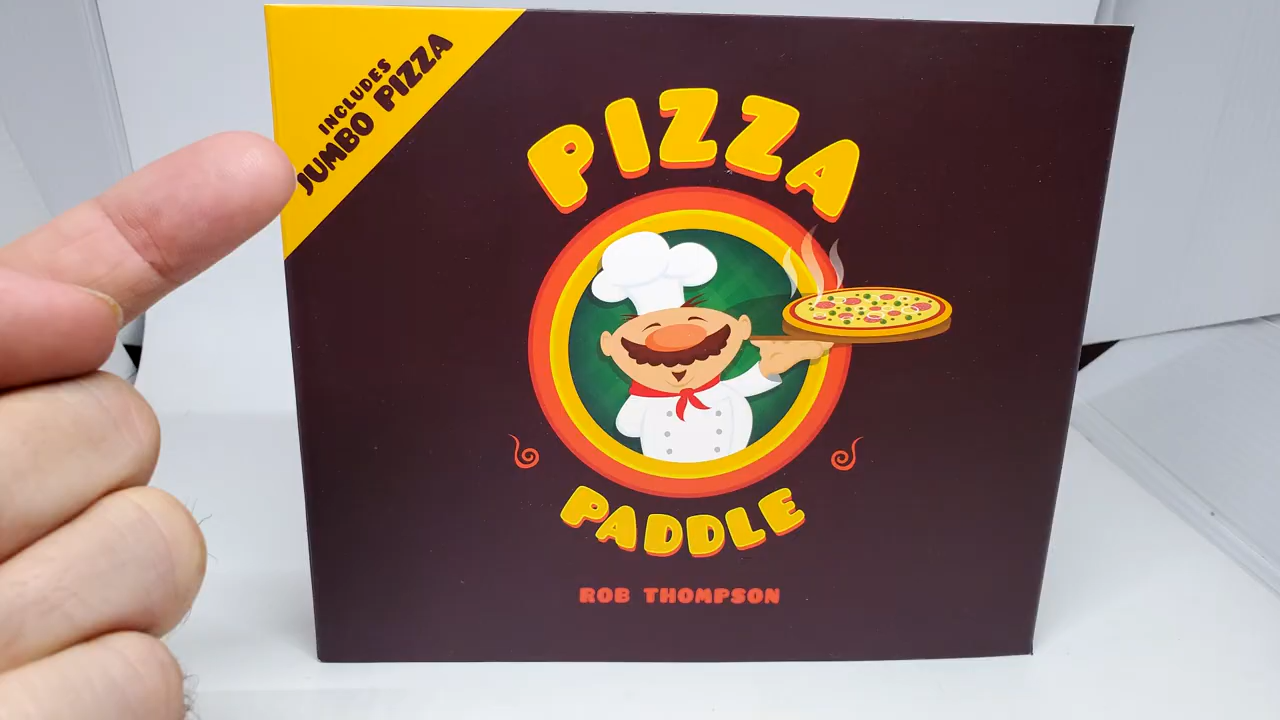 INCLUDES
JUMBO PIZZA
PIZZA
PADDLE
ROB THOMPSON